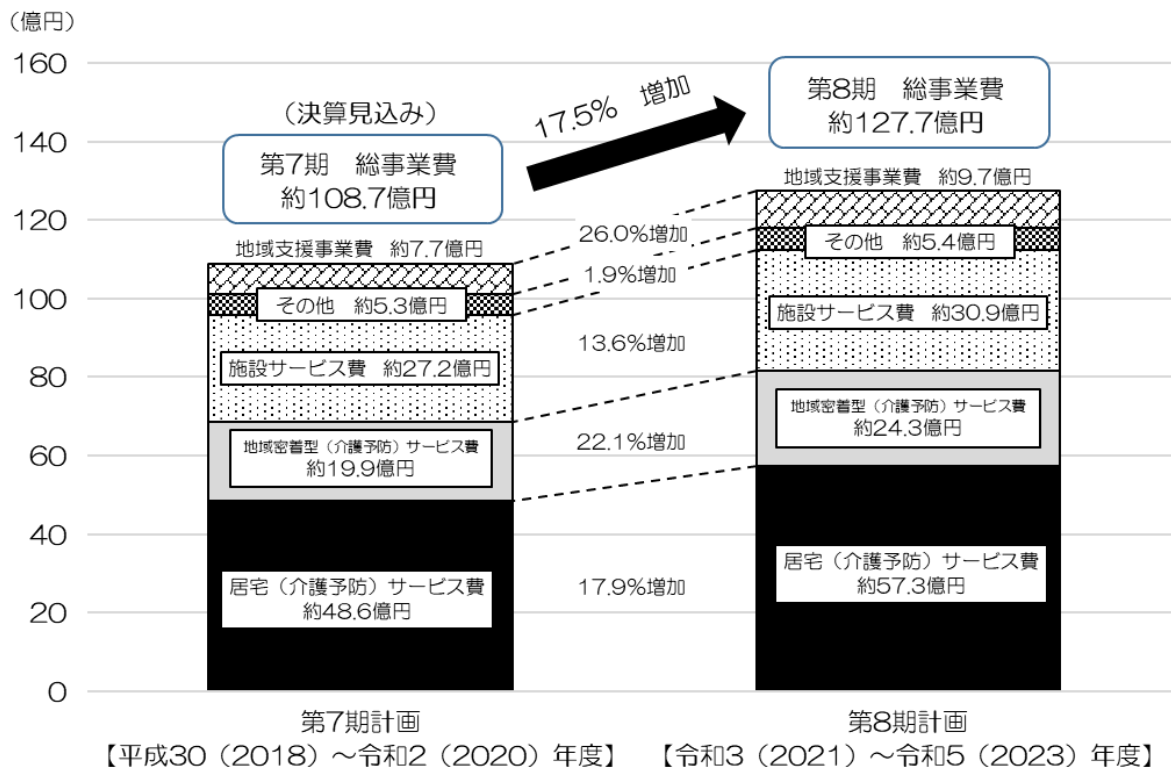 (億円)
160
140
120
100
80
60
40
20
0
(決算見込み)
第7期 総事業費
約108.7億円
17.5% 増加
第8期 総事業費
約127.7億円
地域支援事業費 約7.7億円
その他 約5.3億円
施設サービス費 約27.2億円
地域密着型(介護予防)サービス費
約19.9億円
居宅(介護予防)サービス費
約48.6億円
26.0%増加
1.9%増加
13.6%増加
22.1%増加
17.9%増加
地域支援事業費 約9.7億円
その他 約5.4億円
施設サービス費 約30.9億円
地域密着型(介護予防)サービス費
約24.3億円
居宅(介護予防)サービス費
約57.3億円
第7期計画
【平成30(2018)~令和2(2020)年度】
第8期計画
【令和3(2021)~令和5(2023)年度】